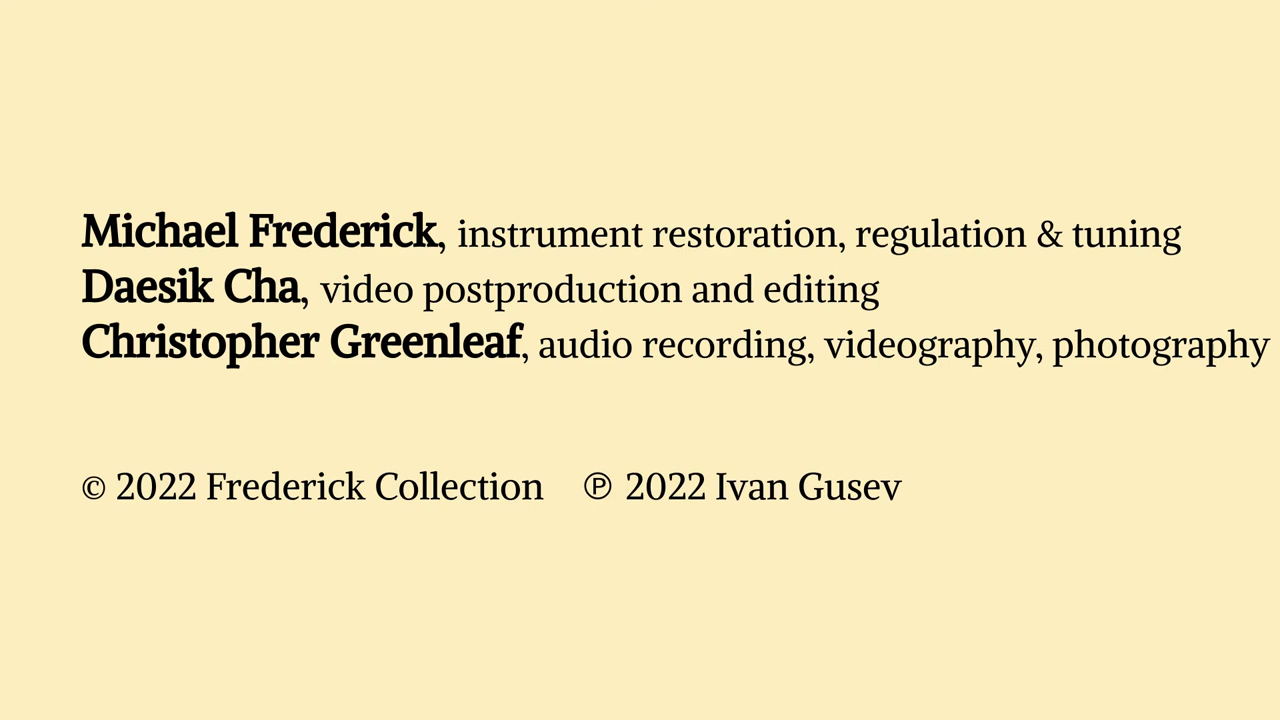 Michael Frederick, instrument restoration, regulation & tuning
Daesik Cha, video postproduction and editing
Christopher Greenleaf, audio recording, videography, photography
© 2022 Frederick Collection ℗ 2022 Ivan Gusev